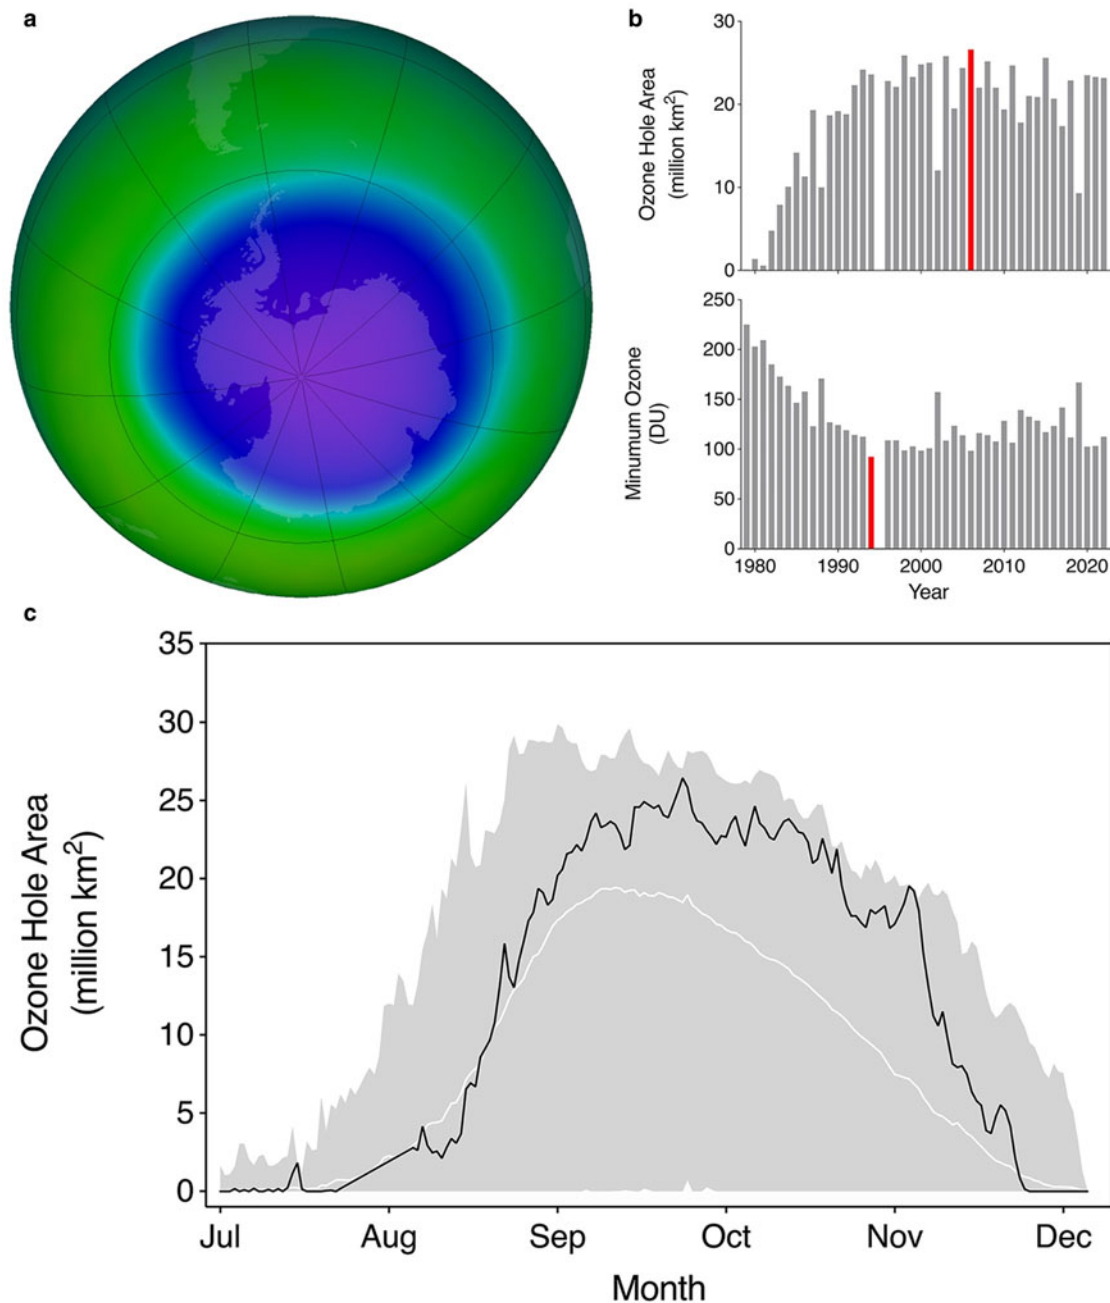 a
b
30
20
10
0
Ozone Hole Area
(million km²)
250
200
150
100
50
0
Minumum Ozone
(DU)
1980 1990 2000 2010 2020
Year
c
35
30
25
20
15
10
5
0
Ozone Hole Area
(million km²)
Jul Aug Sep Oct Nov Dec
Month